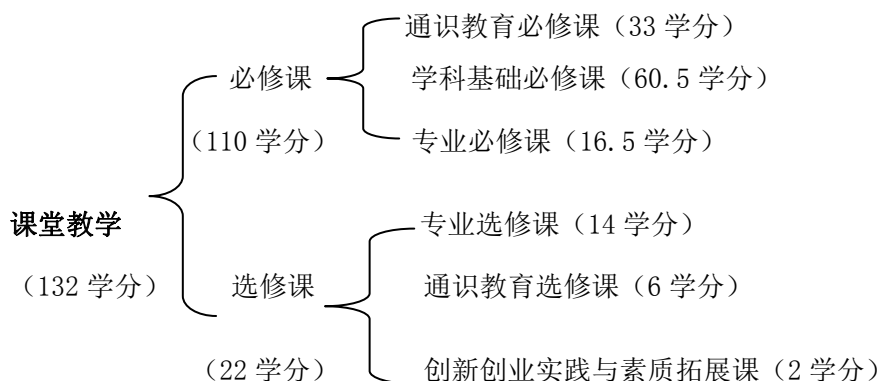 通识教育必修课（33 学分）
必修课
学科基础必修课（60.5 学分）
（110 学分）
专业必修课（16.5 学分）
课堂教学
专业选修课（14 学分）
（132 学分）
选修课
通识教育选修课（6 学分）
（22 学分）
创新创业实践与素质拓展课（2 学分）